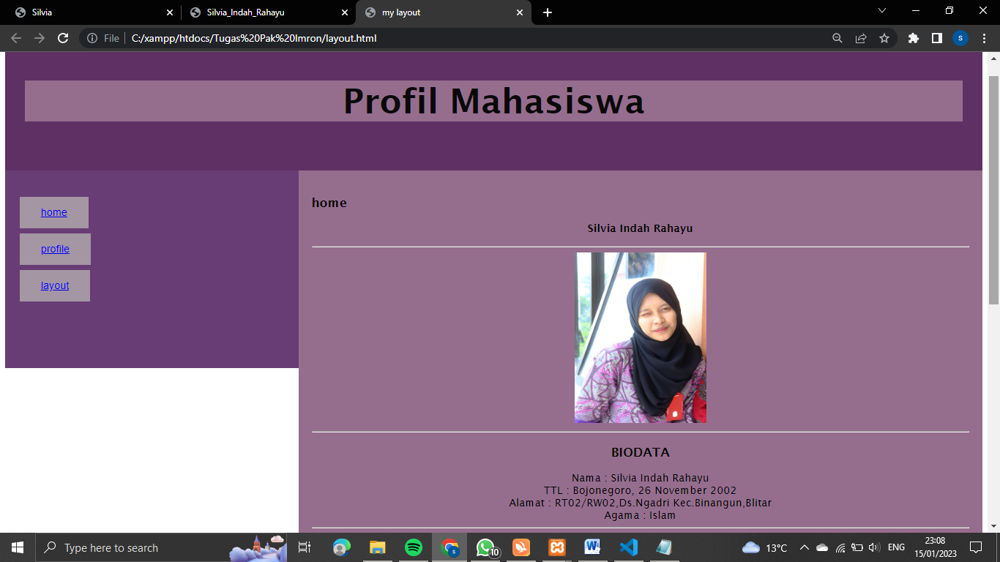 Silvia
Silvia_Indah_Rahayu
my layout
File
C:/xampp/htdocs/Tugas%20Pak%20Imron/layout.html
S
Profil Mahasiswa
home
profile
layout
home
Silvia Indah Rahayu
BIODATA
Nama : Silvia Indah Rahayu
TTL : Bojonegoro, 26 November 2002
Alamat : RT02/RW02,Ds.Ngadri Kec.Binangun,Blitar
Agama : Islam
Type here to search
S
10
W
13°C
ENG
23:08
15/01/2023